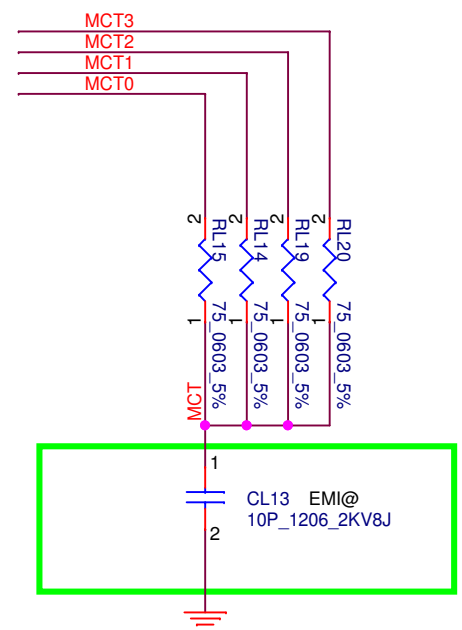 MCT3
MCT2
MCT1
MCT0
2
2
2
2
RL15
RL14
RL19
RL20
1
1
1
1
75_0603_5%
75_0603_5%
75_0603_5%
75_0603_5%
MCT
1
CL13 EMI@
10P_1206_2KV8J
2